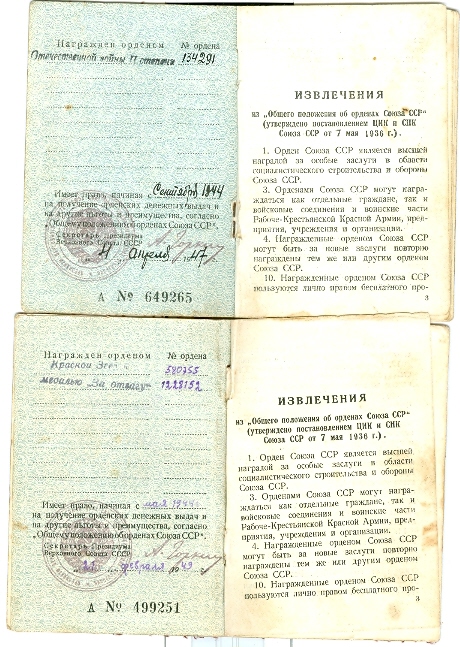 Награжден орденом № ордена
Отечественной войны II степени 134291
Имеет право, начиная с Сентября 1944
на получение орденских денежных выдач и
на другие льготы и преимущества, согласно
„Общему положению об орденах Союза ССР“.
Секретарь Президиума
Верховного Совета СССР
21 Апреля 1947
А № 649265
ИЗВЛЕЧЕНИЯ
из „Общего положения об орденах Союза ССР“
(утверждено постановлением ЦИК и СНК
Союза ССР от 7 мая 1936 г.).
1. Орден Союза ССР является высшей
наградой за особые заслуги в области
социалистического строительства и обороны
Союза ССР.
3. Орденами Союза ССР могут награ-
ждаться как отдельные граждане, так и
войсковые соединения и воинские части
Рабоче-Крестьянской Красной Армии, пред-
приятия, учреждения и организации.
4. Награжденные орденом Союза ССР
могут быть за новые заслуги повторно
награждены тем же или другим орденом
Союза ССР.
10. Награжденные орденом Союза ССР
пользуются лично правом бесплатного про-
3
Награжден орденом № ордена
Красной 580755
медалью „За отвагу“ 1228152
Имеет право, начиная с мая
на получение орденских денежных выдач и
на другие льготы и преимущества, согласно
„Общему положению об орденах Союза ССР“.
Секретарь Президиума
Верховного Совета СССР
21 февраля 1949
А № 499251
ИЗВЛЕЧЕНИЯ
из „Общего положения об орденах Союза ССР“
(утверждено постановлением ЦИК и СНК
Союза ССР от 7 мая 1936 г.).
1. Орден Союза ССР является высшей
наградой за особые заслуги в области
социалистического строительства и обороны
Союза ССР.
3. Орденами Союза ССР могут награ-
ждаться как отдельные граждане, так и
войсковые соединения и воинские части
Рабоче-Крестьянской Красной Армии, пред-
приятия, учреждения и организации.
4. Награжденные орденом Союза ССР
могут быть за новые заслуги повторно
награждены тем же или другим орденом
Союза ССР.
10. Награжденные орденом Союза ССР
пользуются лично правом бесплатного про-
3